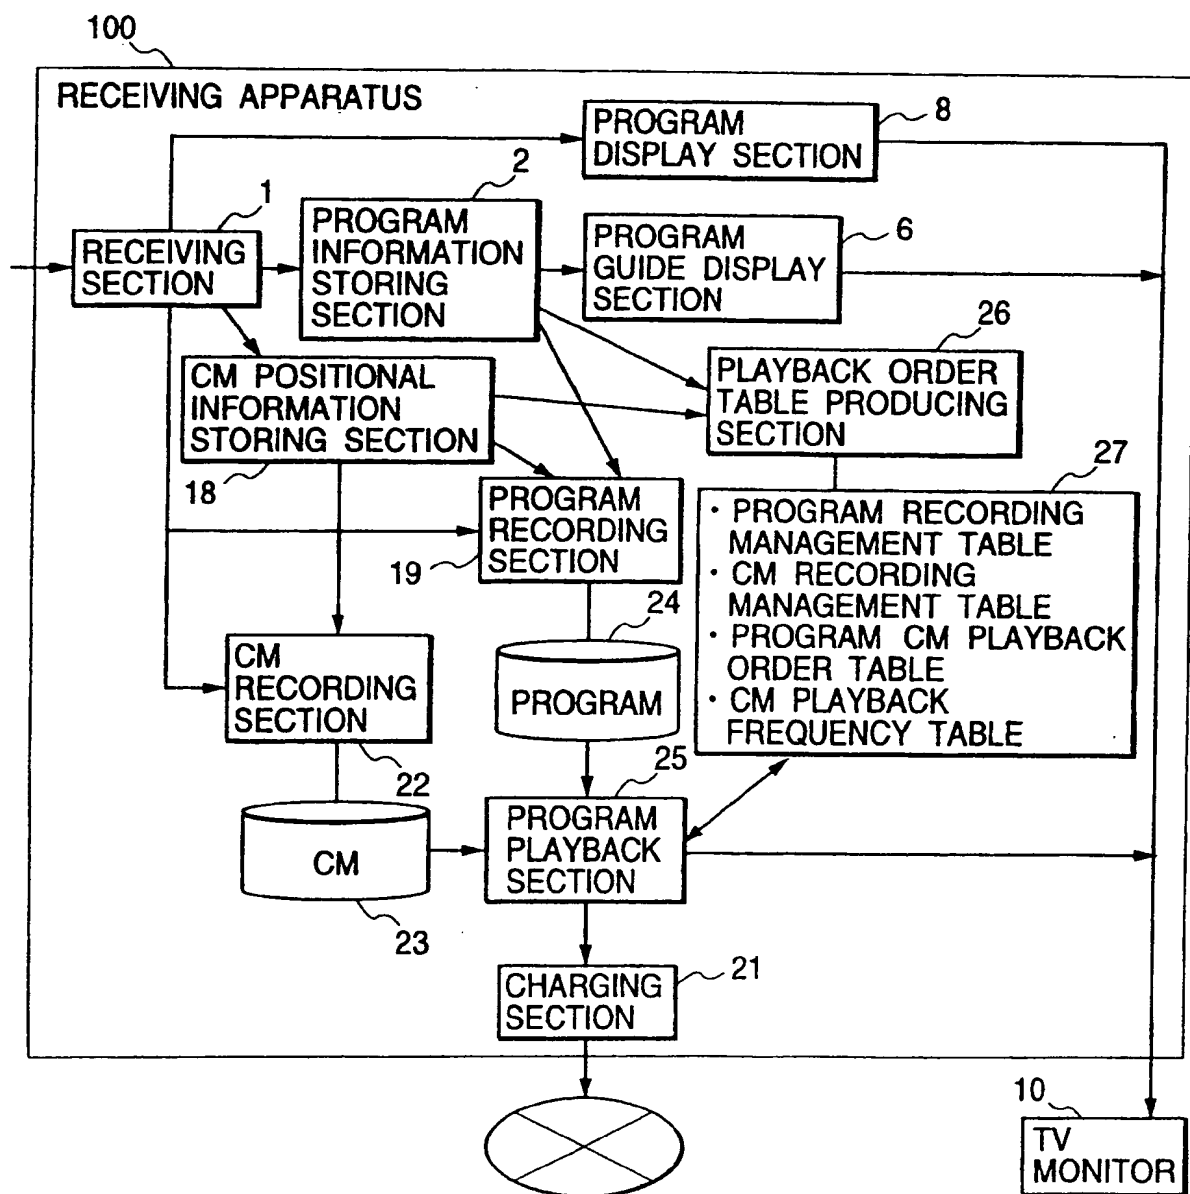 100
RECEIVING APPARATUS
PROGRAM
DISPLAY SECTION
8
1
RECEIVING
SECTION
2
PROGRAM
INFORMATION
STORING
SECTION
PROGRAM
GUIDE DISPLAY
SECTION
6
CM POSITIONAL
INFORMATION
STORING SECTION
18
26
PLAYBACK ORDER
TABLE PRODUCING
SECTION
PROGRAM
RECORDING
SECTION
19
27
· PROGRAM RECORDING
MANAGEMENT TABLE
· CM RECORDING
MANAGEMENT TABLE
· PROGRAM CM PLAYBACK
ORDER TABLE
· CM PLAYBACK
FREQUENCY TABLE
CM
RECORDING
SECTION
22
24
PROGRAM
CM
23
25
PROGRAM
PLAYBACK
SECTION
CHARGING
SECTION
21
10
TV
MONITOR